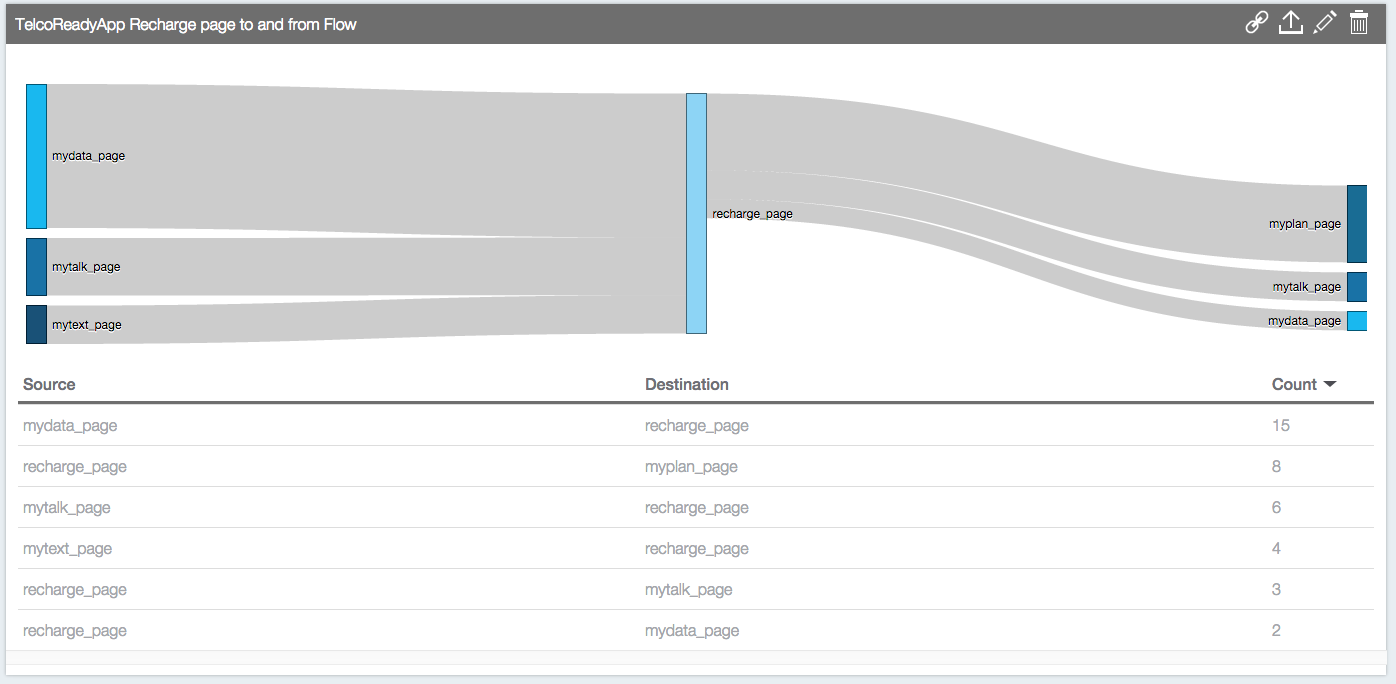 TelcoReadyApp Recharge page to and from Flow
mydata_page
mytalk_page
mytext_page
recharge_page
myplan_page
mytalk_page
mydata_page
Source Destination Count
mydata_page recharge_page 15
recharge_page myplan_page 8
mytalk_page recharge_page 6
mytext_page recharge_page 4
recharge_page mytalk_page 3
recharge_page mydata_page 2